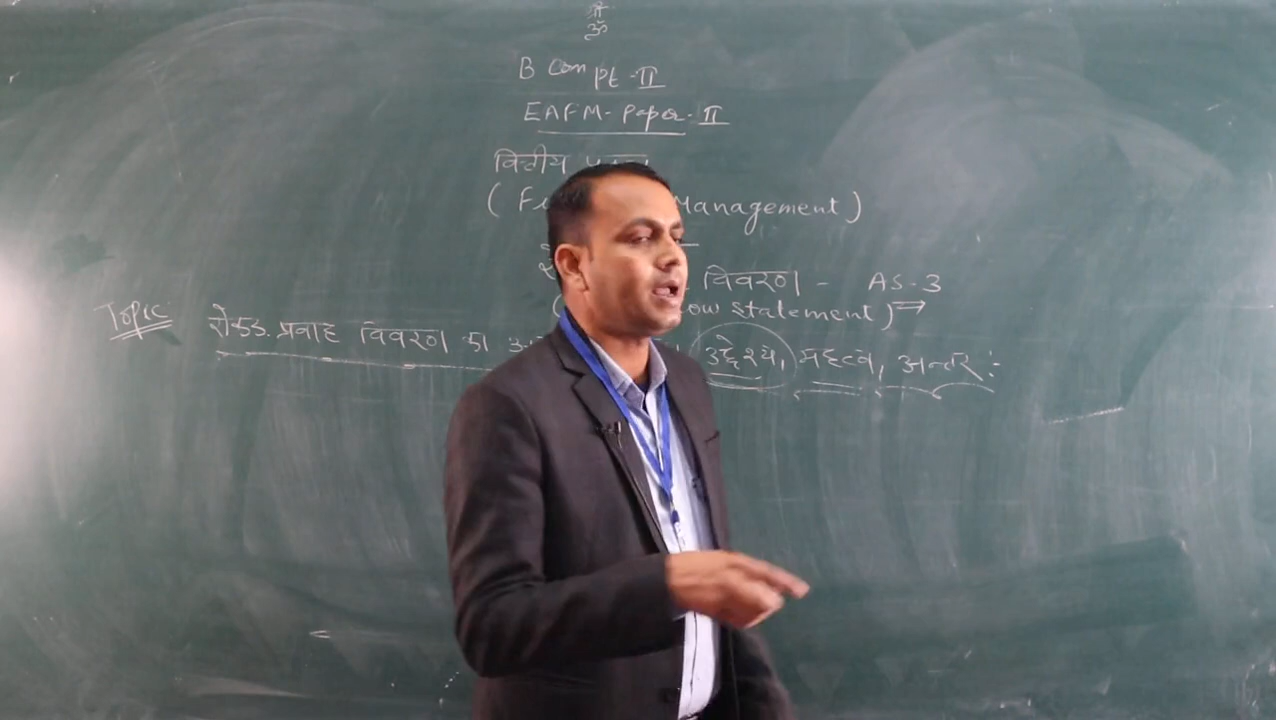 श्री
ॐ
B Com Pt-II
EAFM-Paper-II
वित्तीय
Management)
विवरण - AS-3
ow Statement)
Topic रोकड़ प्रवाह विवरण का उद्देश्य, महत्व, अन्तर:-